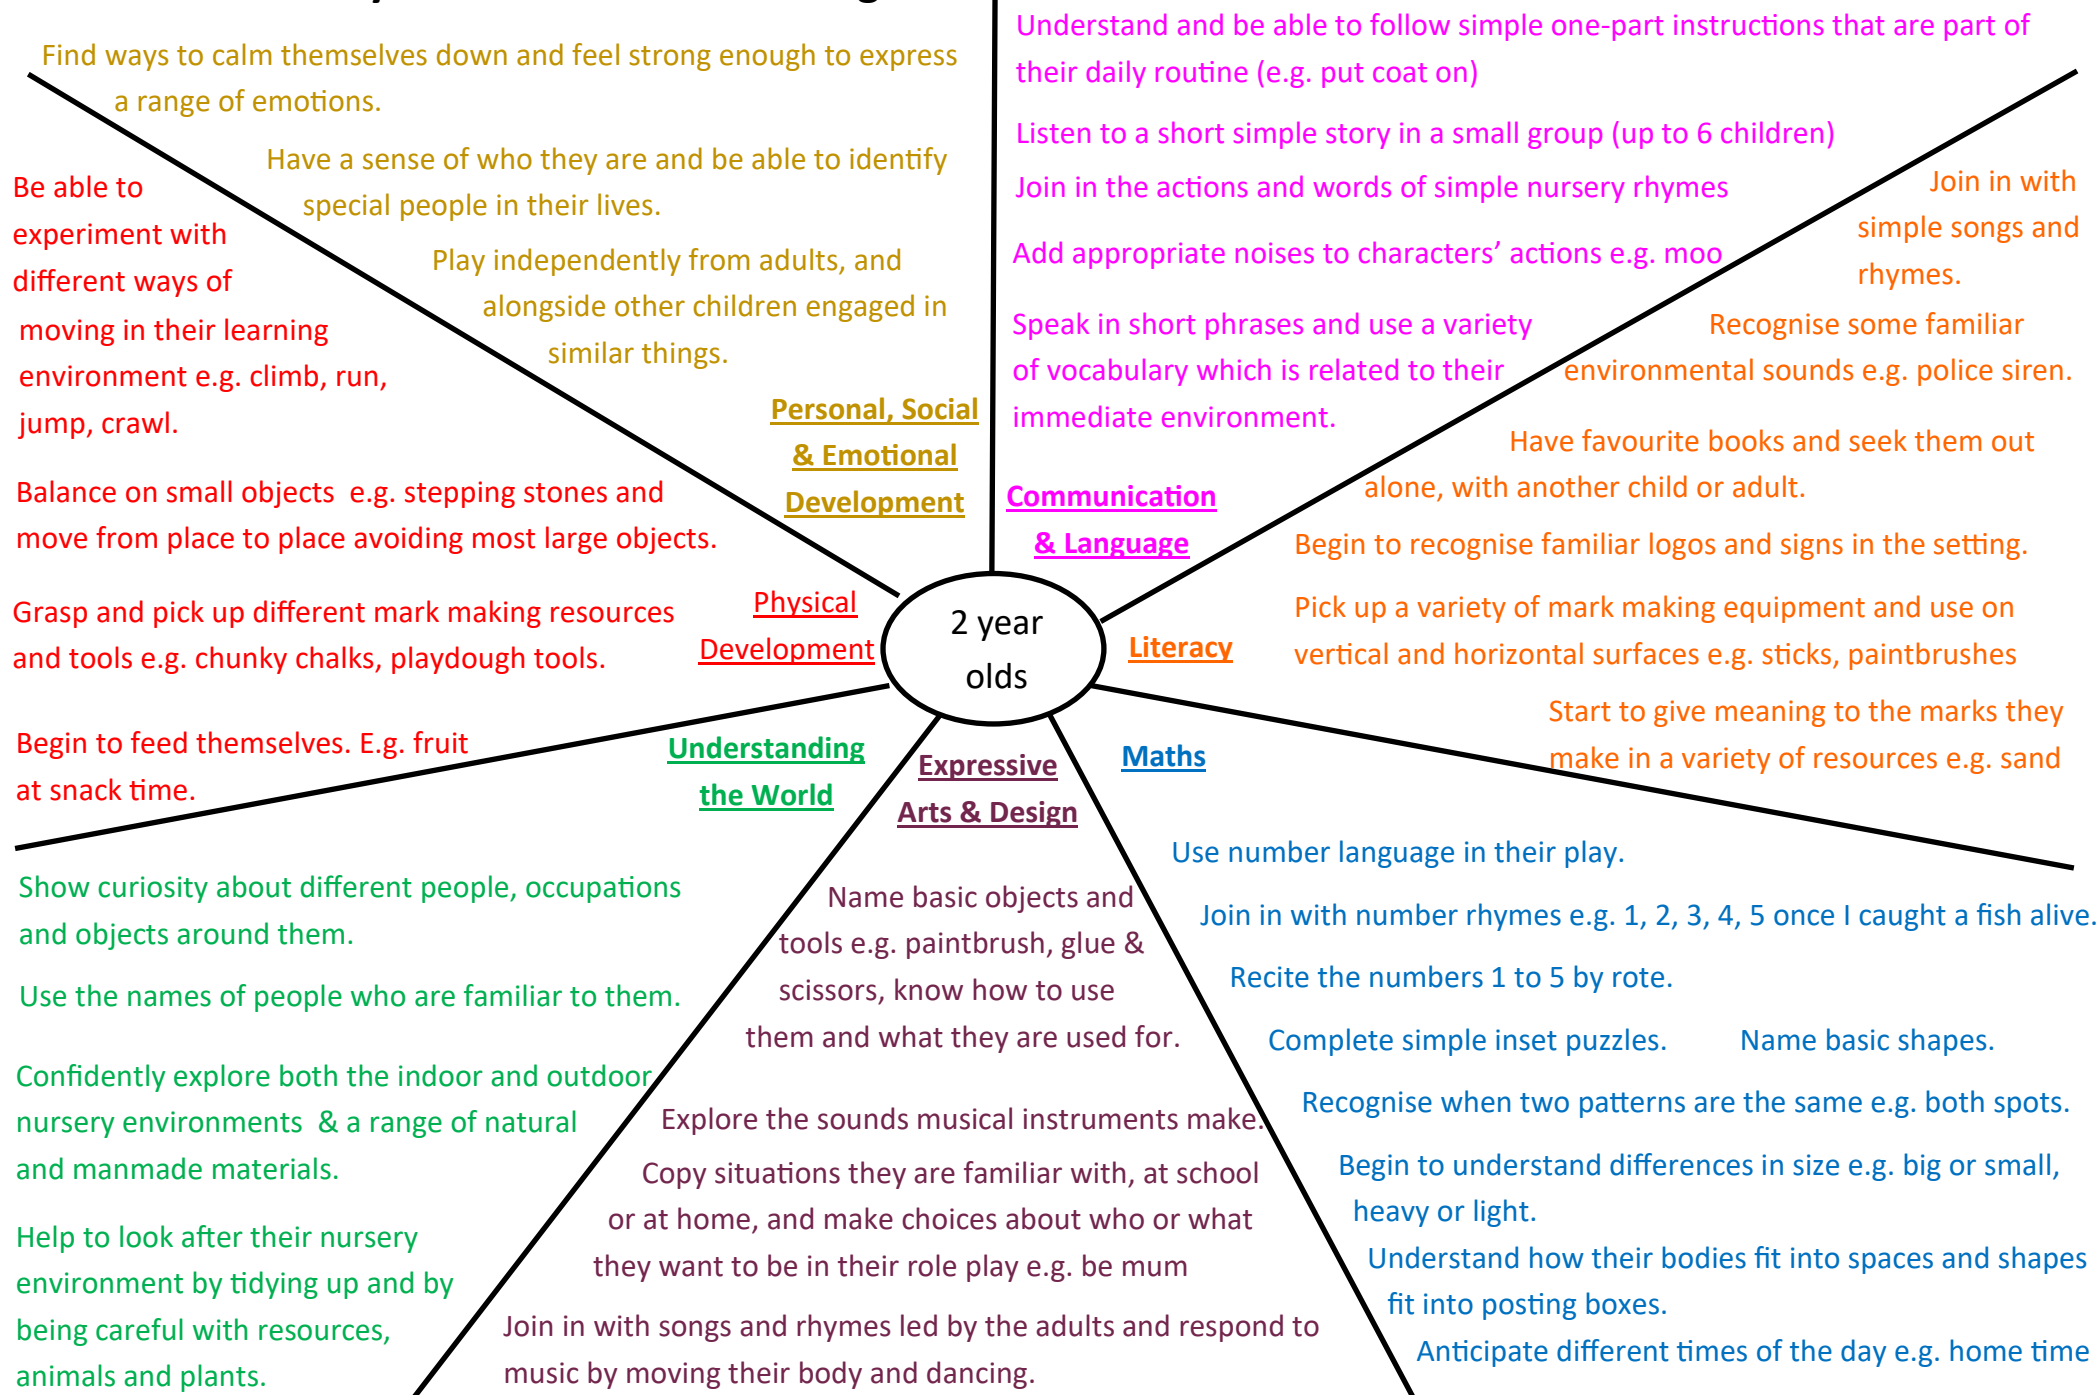 Find ways to calm themselves down and feel strong enough to express
a range of emotions.
Have a sense of who they are and be able to identify
special people in their lives.
Play independently from adults, and
alongside other children engaged in
similar things.
Personal, Social
& Emotional
Development
Understand and be able to follow simple one-part instructions that are part of
their daily routine (e.g. put coat on)
Listen to a short simple story in a small group (up to 6 children)
Join in the actions and words of simple nursery rhymes
Add appropriate noises to characters’ actions e.g. moo
Speak in short phrases and use a variety
of vocabulary which is related to their
immediate environment.
Communication
& Language
Join in with
simple songs and
rhymes.
Recognise some familiar
environmental sounds e.g. police siren.
Have favourite books and seek them out
alone, with another child or adult.
Begin to recognise familiar logos and signs in the setting.
Pick up a variety of mark making equipment and use on
vertical and horizontal surfaces e.g. sticks, paintbrushes
Start to give meaning to the marks they
make in a variety of resources e.g. sand
Literacy
Be able to
experiment with
different ways of
moving in their learning
environment e.g. climb, run,
jump, crawl.
Balance on small objects  e.g. stepping stones and
move from place to place avoiding most large objects.
Grasp and pick up different mark making resources
and tools e.g. chunky chalks, playdough tools.
Begin to feed themselves. E.g. fruit
at snack time.
Physical
Development
2 year
olds
Understanding
the World
Show curiosity about different people, occupations
and objects around them.
Use the names of people who are familiar to them.
Confidently explore both the indoor and outdoor
nursery environments  & a range of natural
and manmade materials.
Help to look after their nursery
environment by tidying up and by
being careful with resources,
animals and plants.
Expressive
Arts & Design
Name basic objects and
tools e.g. paintbrush, glue &
scissors, know how to use
them and what they are used for.
Explore the sounds musical instruments make.
Copy situations they are familiar with, at school
or at home, and make choices about who or what
they want to be in their role play e.g. be mum
Join in with songs and rhymes led by the adults and respond to
music by moving their body and dancing.
Maths
Use number language in their play.
Join in with number rhymes e.g. 1, 2, 3, 4, 5 once I caught a fish alive.
Recite the numbers 1 to 5 by rote.
Complete simple inset puzzles.
Name basic shapes.
Recognise when two patterns are the same e.g. both spots.
Begin to understand differences in size e.g. big or small,
heavy or light.
Understand how their bodies fit into spaces and shapes
fit into posting boxes.
Anticipate different times of the day e.g. home time